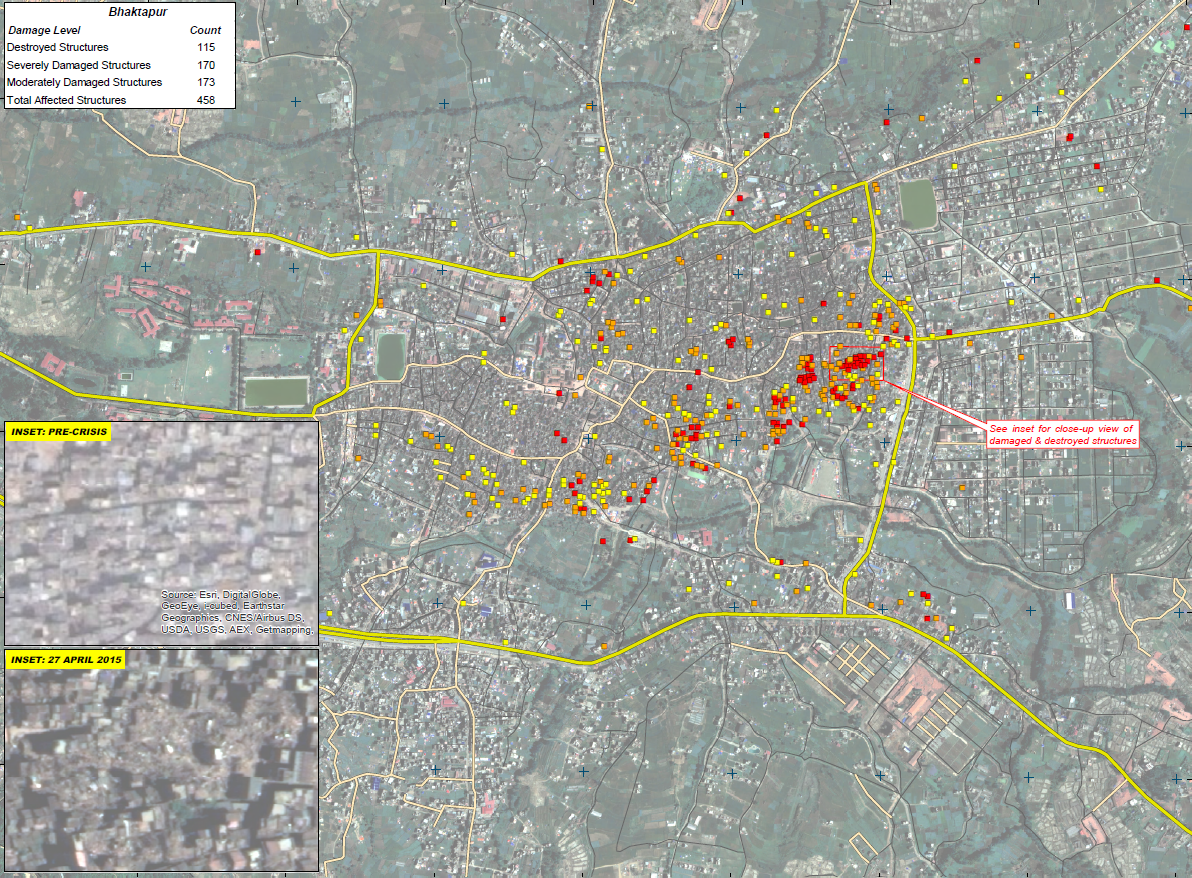 Bhaktapur
Damage Level Count
Destroyed Structures 115
Severely Damaged Structures 170
Moderately Damaged Structures 173
Total Affected Structures 458
See inset for close-up view of
damaged & destroyed structures
INSET: PRE-CRISIS
Source: Esri, DigitalGlobe,
GeoEye, i-cubed, Earthstar
Geographics, CNES/Airbus DS,
USDA, USGS, AEX, Getmapping,
INSET: 27 APRIL 2015